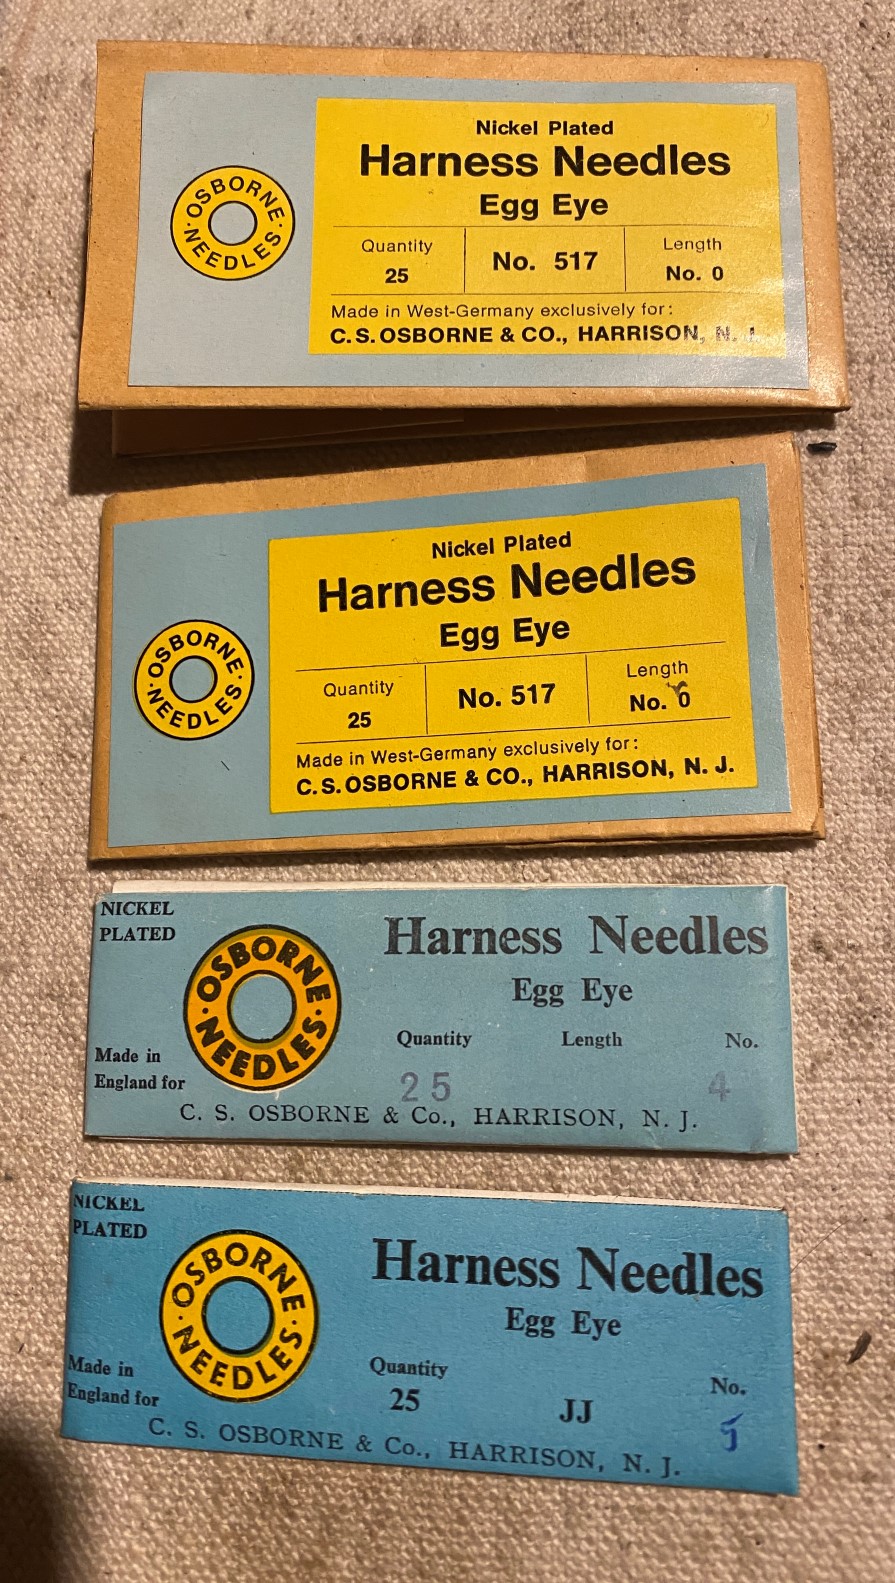 Nickel Plated
Harness Needles
Egg Eye
·OSBORNE·
NEEDLES
Quantity
25
No. 517
Length
No. 0
Made in West-Germany exclusively for:
C.S.OSBORNE & CO., HARRISON, N. J.
Nickel Plated
Harness Needles
Egg Eye
·OSBORNE·
NEEDLES
Quantity
25
No. 517
Length
No. 0
Made in West-Germany exclusively for:
C.S.OSBORNE & CO., HARRISON, N. J.
NICKEL
PLATED
·OSBORNE·
NEEDLES
Harness Needles
Egg Eye
Quantity Length No.
25 4
Made in
England for
C. S. OSBORNE & Co., HARRISON, N. J.
NICKEL
PLATED
·OSBORNE·
NEEDLES
Harness Needles
Egg Eye
Quantity No.
25 JJ 5
Made in
England for
C. S. OSBORNE & Co., HARRISON, N. J.